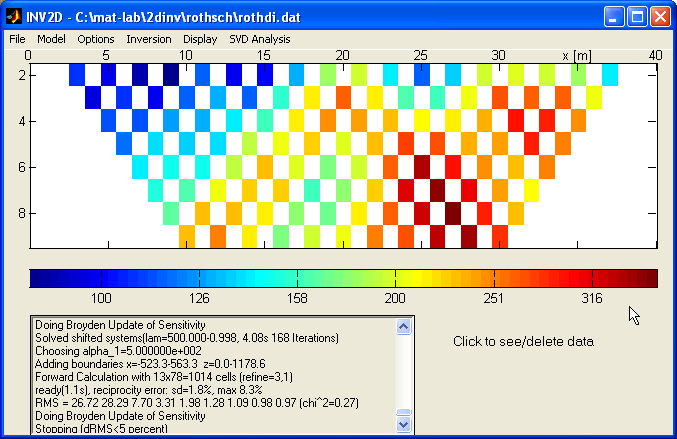 INV2D - C:\mat-lab\2dinv\rothsch\rothdi.dat
File Model Options Inversion Display SVD Analysis
0 5 10 15 20 25 30 x [m] 40
2
4
6
8
100 126 158 200 251 316
Doing Broyden Update of Sensitivity
Solved shifted systems(lam=500.000-0.998, 4.08s 168 Iterations)
Choosing alpha_1=5.000000e+002
Adding boundaries x=-523.3-563.3 z=0.0-1178.6
Forward Calculation with 13x78=1014 cells (refine=3,1)
ready(1.1s), reciprocity error: sd=1.8%, max 8.3%
RMS = 26.72 28.29 7.70 3.31 1.98 1.28 1.09 0.98 0.97 (chi^2=0.27)
Doing Broyden Update of Sensitivity
Stopping (dRMS<5 percent)
Click to see/delete data